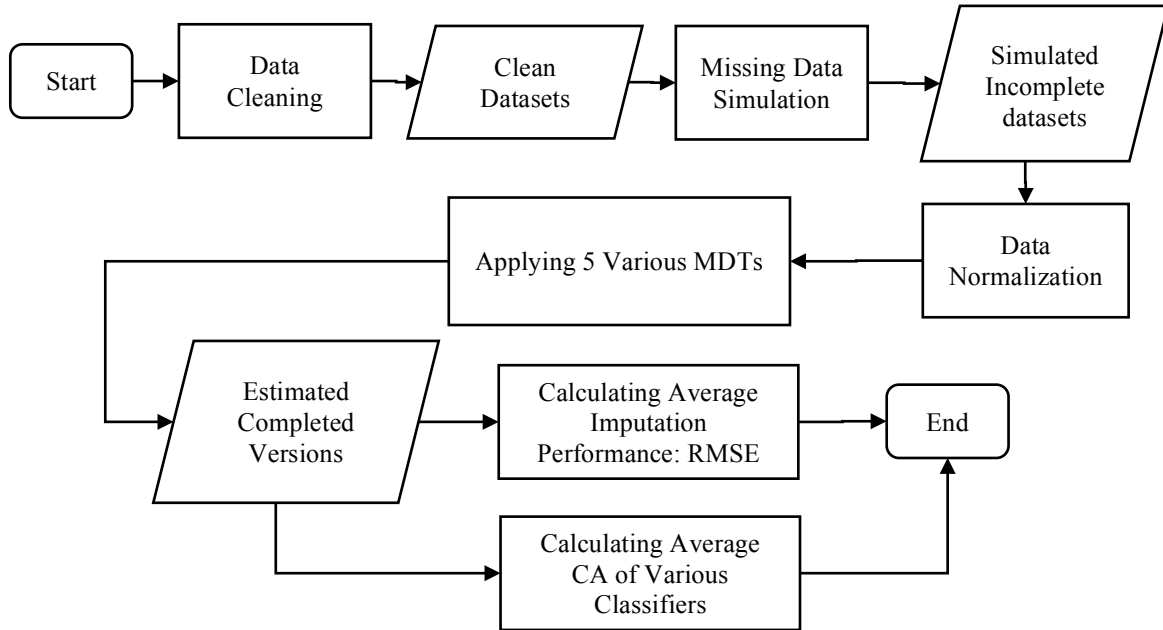 Start
Data
Cleaning
Clean
Datasets
Missing Data
Simulation
Simulated
Incomplete
datasets
Data
Normalization
Applying 5 Various MDTs
Estimated
Completed
Versions
Calculating Average
Imputation
Performance: RMSE
End
Calculating Average
CA of Various
Classifiers